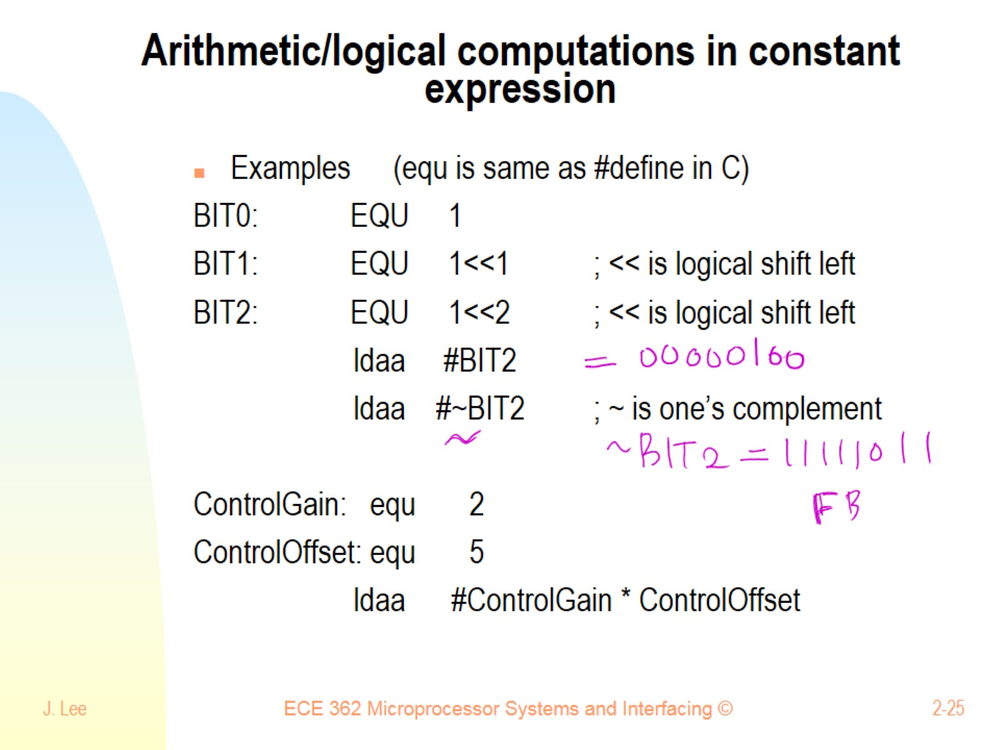 Arithmetic/logical computations in constant
expression
Examples (equ is same as #define in C)
BIT0: EQU 1
BIT1: EQU 1<<1 ; << is logical shift left
BIT2: EQU 1<<2 ; << is logical shift left
ldaa #BIT2 = 00000100
ldaa #~BIT2 ; ~ is one’s complement
~
~BIT2 = 11111011
FB
ControlGain: equ 2
ControlOffset: equ 5
ldaa #ControlGain * ControlOffset
J. Lee ECE 362 Microprocessor Systems and Interfacing © 2-25